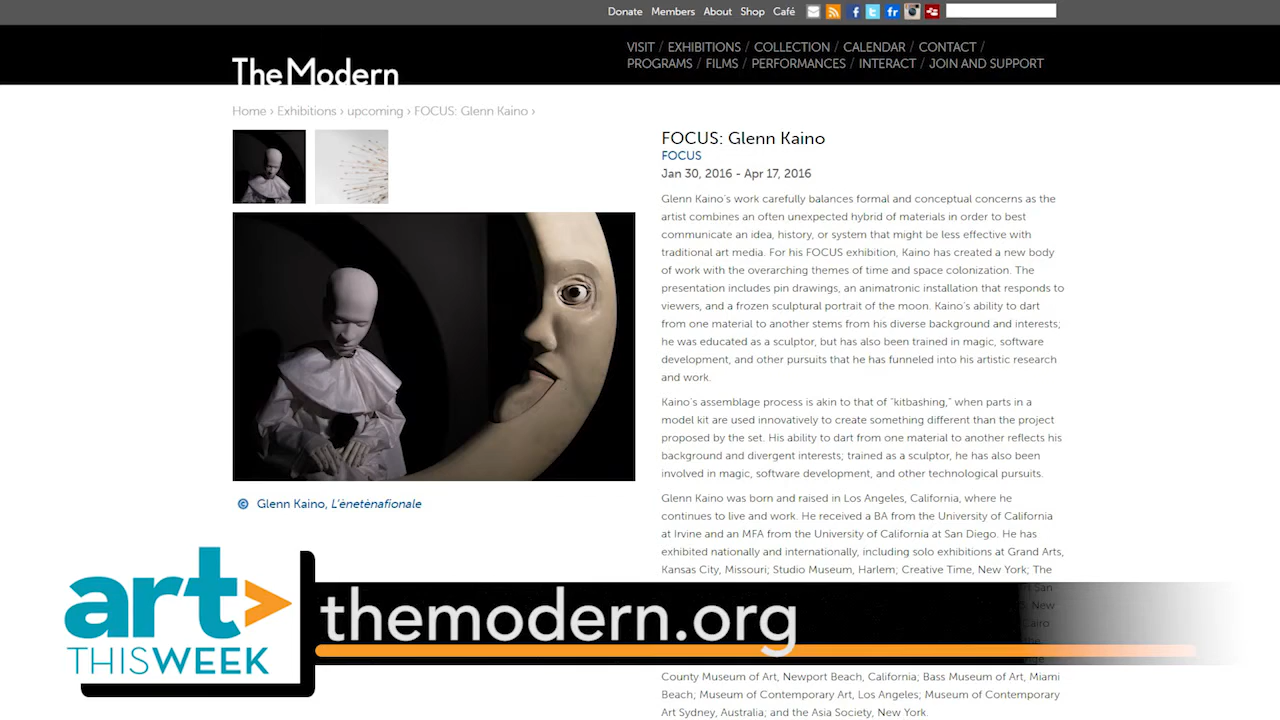 Donate Members About Shop Café
TheModern
VISIT / EXHIBITIONS / COLLECTION / CALENDAR / CONTACT /
PROGRAMS / FILMS / PERFORMANCES / INTERACT / JOIN AND SUPPORT
Home › Exhibitions › upcoming › FOCUS: Glenn Kaino ›
FOCUS: Glenn Kaino
FOCUS
Jan 30, 2016 - Apr 17, 2016
Glenn Kaino's work carefully balances formal and conceptual concerns as the
artist combines an often unexpected hybrid of materials in order to best
communicate an idea, history, or system that might be less effective with
traditional art media. For his FOCUS exhibition, Kaino has created a new body
of work with the overarching themes of time and space colonization. The
presentation includes pin drawings, an animatronic installation that responds to
viewers, and a frozen sculptural portrait of the moon. Kaino's ability to dart
from one material to another stems from his diverse background and interests;
he was educated as a sculptor, but has also been trained in magic, software
development, and other pursuits that he has funneled into his artistic research
and work.
Kaino's assemblage process is akin to that of "kitbashing," when parts in a
model kit are used innovatively to create something different than the project
proposed by the set. His ability to dart from one material to another reflects his
background and divergent interests; trained as a sculptor, he has also been
involved in magic, software development, and other technological pursuits.
Glenn Kaino was born and raised in Los Angeles, California, where he
continues to live and work. He received a BA from the University of California
at Irvine and an MFA from the University of California at San Diego. He has
exhibited nationally and internationally, including solo exhibitions at Grand Arts,
Kansas City, Missouri; Studio Museum, Harlem; Creative Time, New York; The
San
New
Cairo
County Museum of Art, Newport Beach, California; Bass Museum of Art, Miami
Beach; Museum of Contemporary Art, Los Angeles; Museum of Contemporary
Art Sydney, Australia; and the Asia Society, New York.
© Glenn Kaino, L'ènetènafionale
art>
THISWEEK
themodern.org